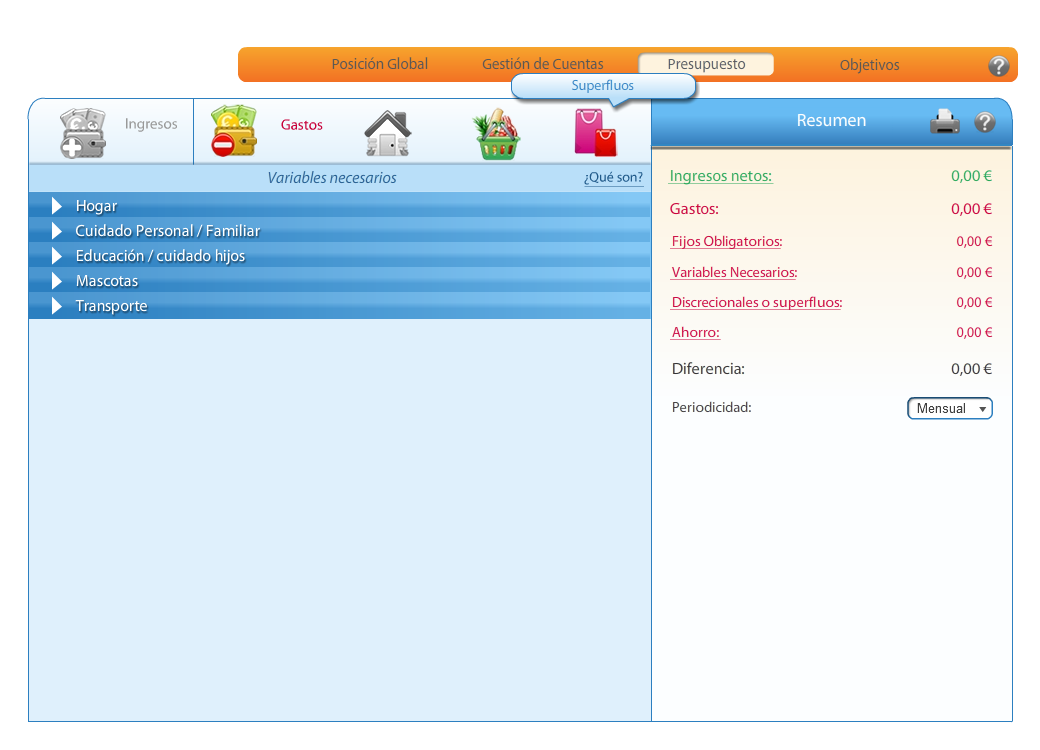 Posición Global
Gestión de Cuentas
Presupuesto
Objetivos
?
Superfluos
Ingresos
Gastos
Resumen
?
Variables necesarios
¿Qué son?
Hogar
Cuidado Personal / Familiar
Educación / cuidado hijos
Mascotas
Transporte
Ingresos netos: 0,00 €
Gastos: 0,00 €
Fijos Obligatorios: 0,00 €
Variables Necesarios: 0,00 €
Discrecionales o superfluos: 0,00 €
Ahorro: 0,00 €
Diferencia: 0,00 €
Periodicidad: Mensual